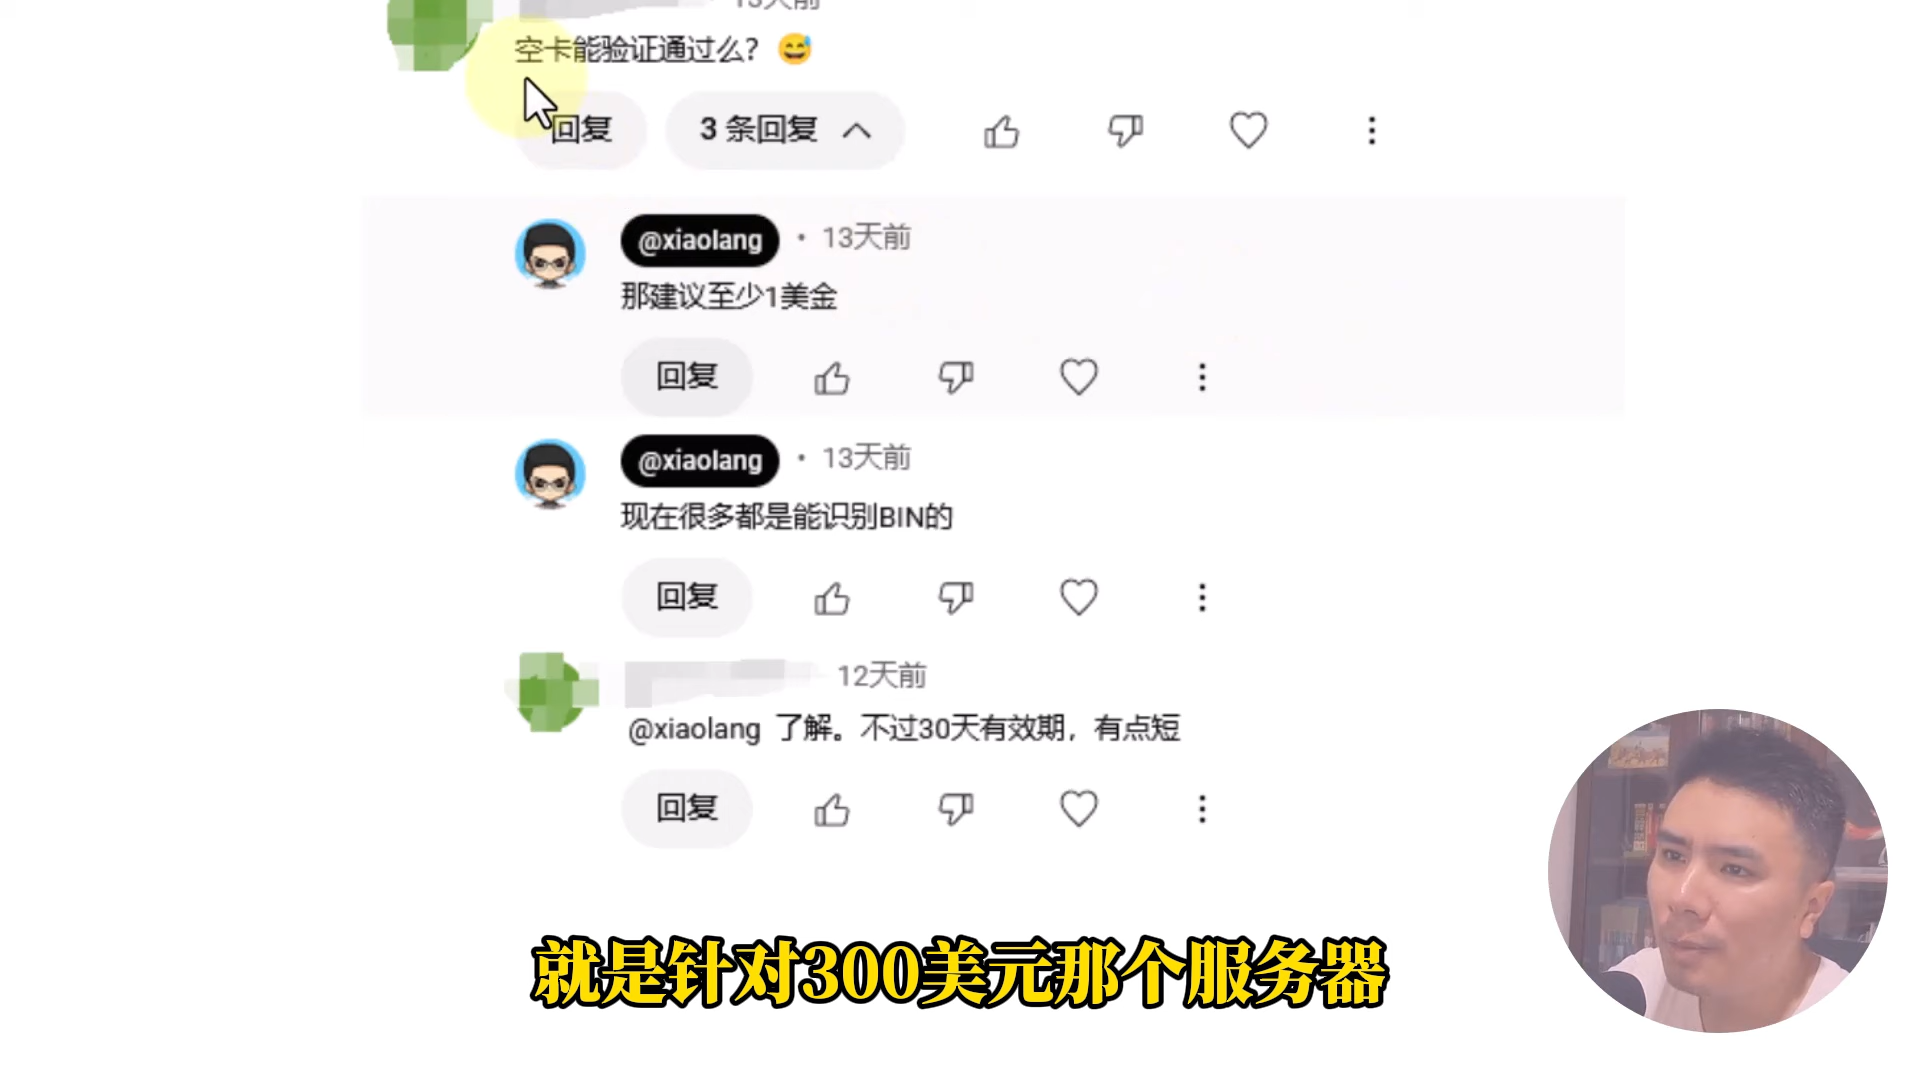 13天前
空卡能验证通过么？😅
回复
3 条回复
@xiaolang · 13天前
那建议至少1美金
回复
@xiaolang · 13天前
现在很多都是能识别BIN的
回复
12天前
@xiaolang 了解。不过30天有效期，有点短
回复
就是针对300美元那个服务器